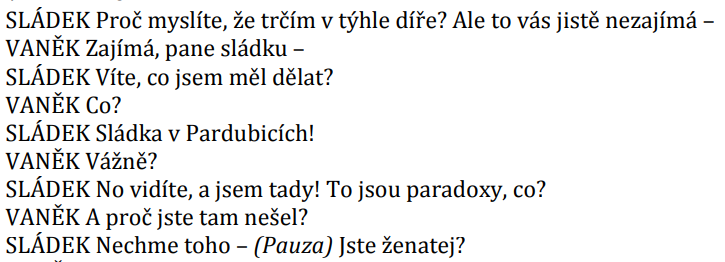 SLÁDEK Proč myslíte, že trčím v týhle díře? Ale to vás jistě nezajímá –
VANĚK Zajímá, pane sládku –
SLÁDEK Víte, co jsem měl dělat?
VANĚK Co?
SLÁDEK Sládka v Pardubicích!
VANĚK Vážně?
SLÁDEK No vidíte, a jsem tady! To jsou paradoxy, co?
VANĚK A proč jste tam nešel?
SLÁDEK Nechme toho – (Pauza) Jste ženatej?